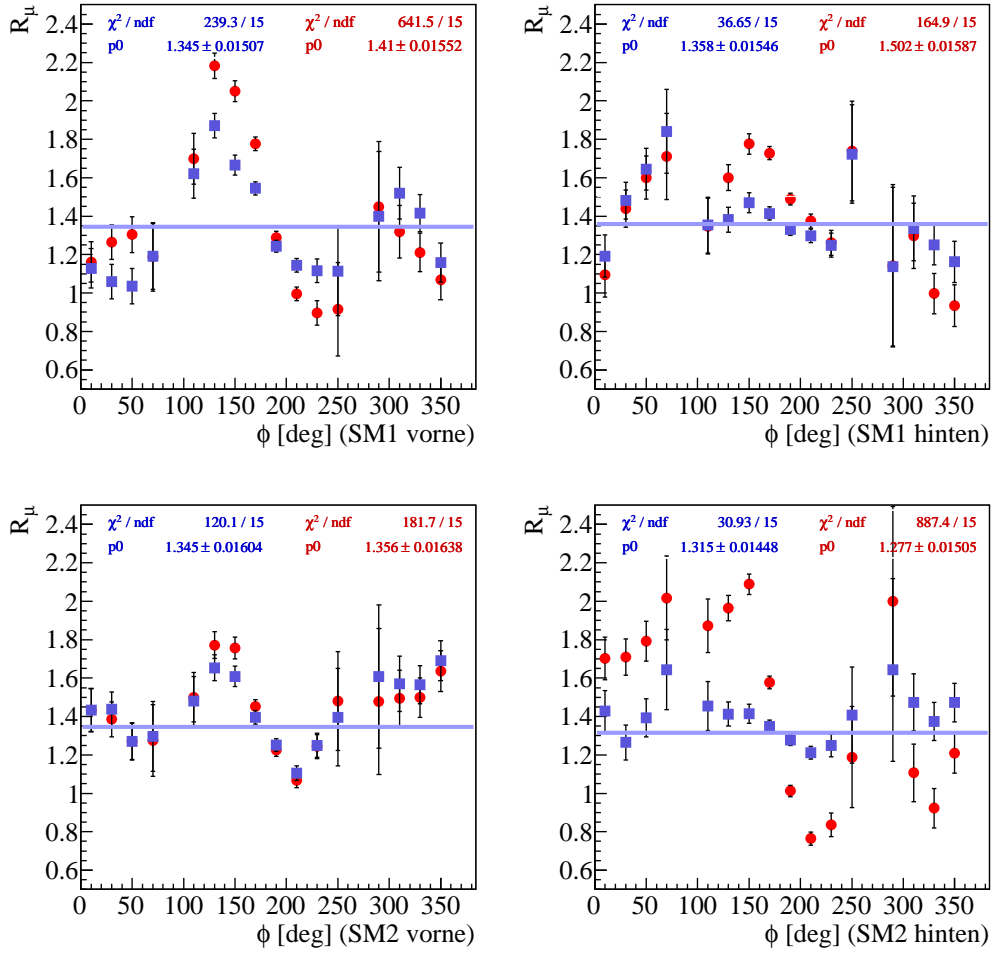 R_μ
χ² / ndf 239.3 / 15 χ² / ndf 641.5 / 15
p0 1.345 ± 0.01507 p0 1.41 ± 0.01552
2.4
2.2
2
1.8
1.6
1.4
1.2
1
0.8
0.6
0 50 100 150 200 250 300 350
ϕ [deg] (SM1 vorne)
R_μ
χ² / ndf 36.65 / 15 χ² / ndf 164.9 / 15
p0 1.358 ± 0.01546 p0 1.502 ± 0.01587
2.4
2.2
2
1.8
1.6
1.4
1.2
1
0.8
0.6
0 50 100 150 200 250 300 350
ϕ [deg] (SM1 hinten)
R_μ
χ² / ndf 120.1 / 15 χ² / ndf 181.7 / 15
p0 1.345 ± 0.01604 p0 1.356 ± 0.01638
2.4
2.2
2
1.8
1.6
1.4
1.2
1
0.8
0.6
0 50 100 150 200 250 300 350
ϕ [deg] (SM2 vorne)
R_μ
χ² / ndf 30.93 / 15 χ² / ndf 887.4 / 15
p0 1.315 ± 0.01448 p0 1.277 ± 0.01505
2.4
2.2
2
1.8
1.6
1.4
1.2
1
0.8
0.6
0 50 100 150 200 250 300 350
ϕ [deg] (SM2 hinten)